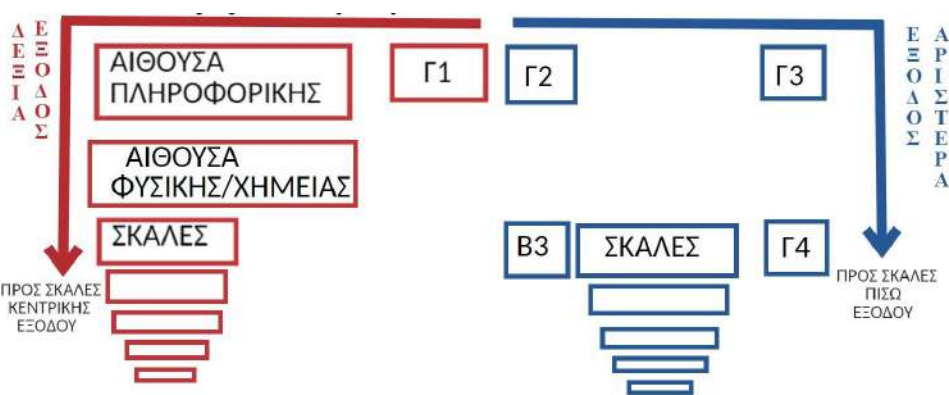 ΔΕΞΙΑ
ΕΞΟΔΟΣ
ΑΙΘΟΥΣΑ
ΠΛΗΡΟΦΟΡΙΚΗΣ
Γ1
Γ2
Γ3
ΕΞΟΔΟΣ
ΑΡΙΣΤΕΡΑ
ΑΙΘΟΥΣΑ
ΦΥΣΙΚΗΣ/ΧΗΜΕΙΑΣ
ΣΚΑΛΕΣ
Β3
ΣΚΑΛΕΣ
Γ4
ΠΡΟΣ ΣΚΑΛΕΣ
ΚΕΝΤΡΙΚΗΣ
ΕΞΟΔΟΥ
ΠΡΟΣ ΣΚΑΛΕΣ
ΠΙΣΩ
ΕΞΟΔΟΥ